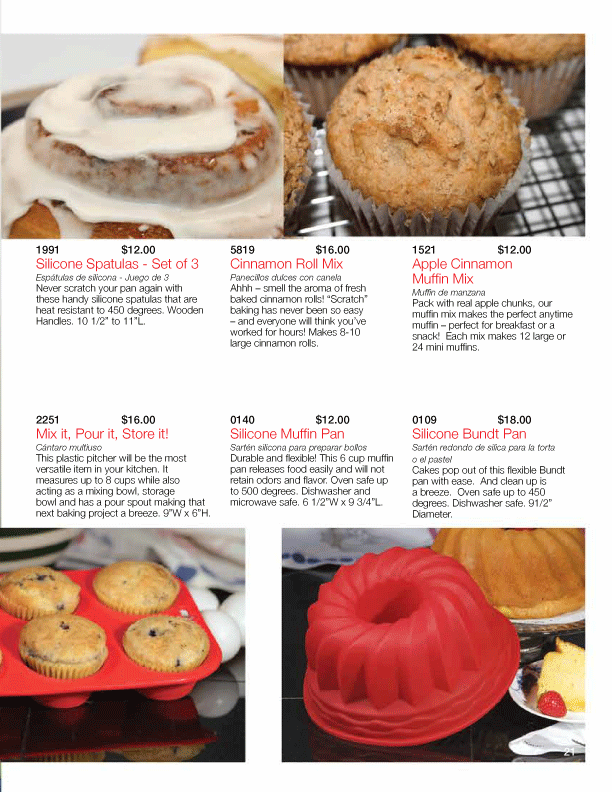 1991 $12.00
Silicone Spatulas - Set of 3
Espátulas de silicona - Juego de 3
Never scratch your pan again with
these handy silicone spatulas that are
heat resistant to 450 degrees. Wooden
Handles. 10 1/2” to 11”L.
5819 $16.00
Cinnamon Roll Mix
Panecillos dulces con canela
Ahhh – smell the aroma of fresh
baked cinnamon rolls! “Scratch”
baking has never been so easy
– and everyone will think you’ve
worked for hours! Makes 8-10
large cinnamon rolls.
1521 $12.00
Apple Cinnamon
Muffin Mix
Muffin de manzana
Pack with real apple chunks, our
muffin mix makes the perfect anytime
muffin – perfect for breakfast or a
snack! Each mix makes 12 large or
24 mini muffins.
2251 $16.00
Mix it, Pour it, Store it!
Cántaro multiuso
This plastic pitcher will be the most
versatile item in your kitchen. It
measures up to 8 cups while also
acting as a mixing bowl, storage
bowl and has a pour spout making that
next baking project a breeze. 9”W x 6”H.
0140 $12.00
Silicone Muffin Pan
Sartén silicona para preparar bollos
Durable and flexible! This 6 cup muffin
pan releases food easily and will not
retain odors and flavor. Oven safe up
to 500 degrees. Dishwasher and
microwave safe. 6 1/2”W x 9 3/4”L.
0109 $18.00
Silicone Bundt Pan
Sartén redondo de silica para la torta
o el pastel
Cakes pop out of this flexible Bundt
pan with ease. And clean up is
a breeze. Oven safe up to 450
degrees. Dishwasher safe. 91/2”
Diameter.
21